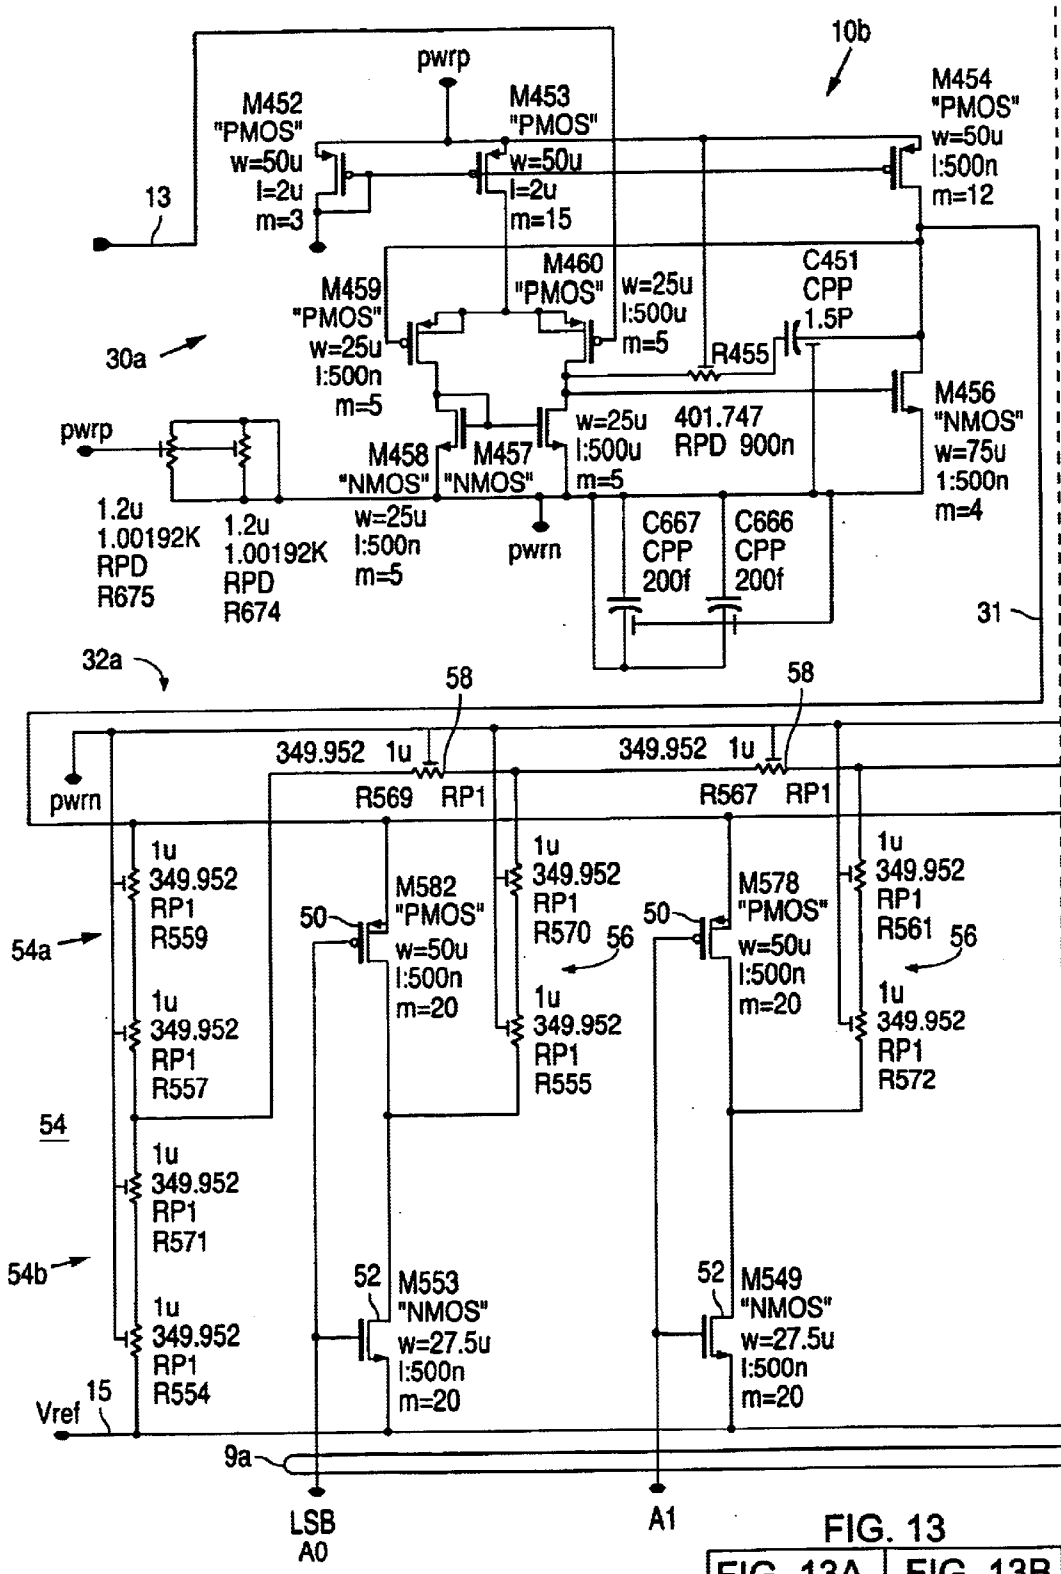 10b
pwrp
M452
"PMOS"
w=50u
l=2u
m=3
M453
"PMOS"
w=50u
l=2u
m=15
M454
"PMOS"
w=50u
l:500n
m=12
13
M459
"PMOS"
w=25u
l:500n
m=5
M460
"PMOS"
w=25u
l:500u
m=5
C451
CPP
1.5P
30a
R455
401.747
RPD 900n
M456
"NMOS"
w=75u
1:500n
m=4
pwrp
M458
"NMOS"
w=25u
l:500n
m=5
M457
"NMOS"
w=25u
l:500u
m=5
1.2u
1.00192K
RPD
R675
1.2u
1.00192K
RPD
R674
pwrn
C667
CPP
200f
C666
CPP
200f
31
32a
58
58
349.952 1u
R569 RP1
349.952 1u
R567 RP1
pwrn
1u
349.952
RP1
R559
54a
50
M582
"PMOS"
w=50u
l:500n
m=20
1u
349.952
RP1
R570
56
50
M578
"PMOS"
w=50u
l:500n
m=20
1u
349.952
RP1
R561
56
1u
349.952
RP1
R557
1u
349.952
RP1
R555
1u
349.952
RP1
R572
54
1u
349.952
RP1
R571
54b
1u
349.952
RP1
R554
52
M553
"NMOS"
w=27.5u
l:500n
m=20
52
M549
"NMOS"
w=27.5u
l:500n
m=20
Vref
15
9a
LSB
A0
A1
FIG. 13
FIG. 13A FIG. 13B